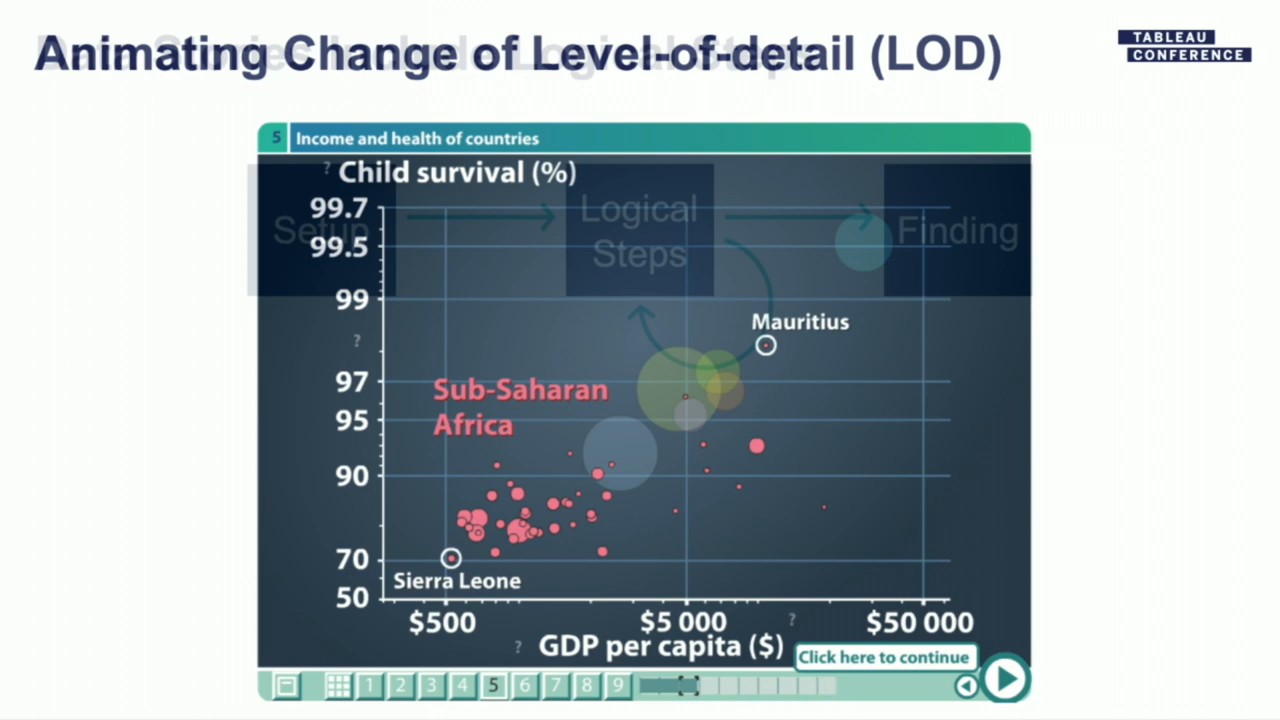 Animating Change of Level-of-detail (LOD)
TABLEAU
CONFERENCE
5 Income and health of countries
? Child survival (%)
99.7
99.5
99
?
97
95
90
70
50
Setup
Logical
Steps
Finding
Mauritius
Sub-Saharan
Africa
Sierra Leone
$500 $5 000 ? $50 000
? GDP per capita ($)
Click here to continue
1 2 3 4 5 6 7 8 9